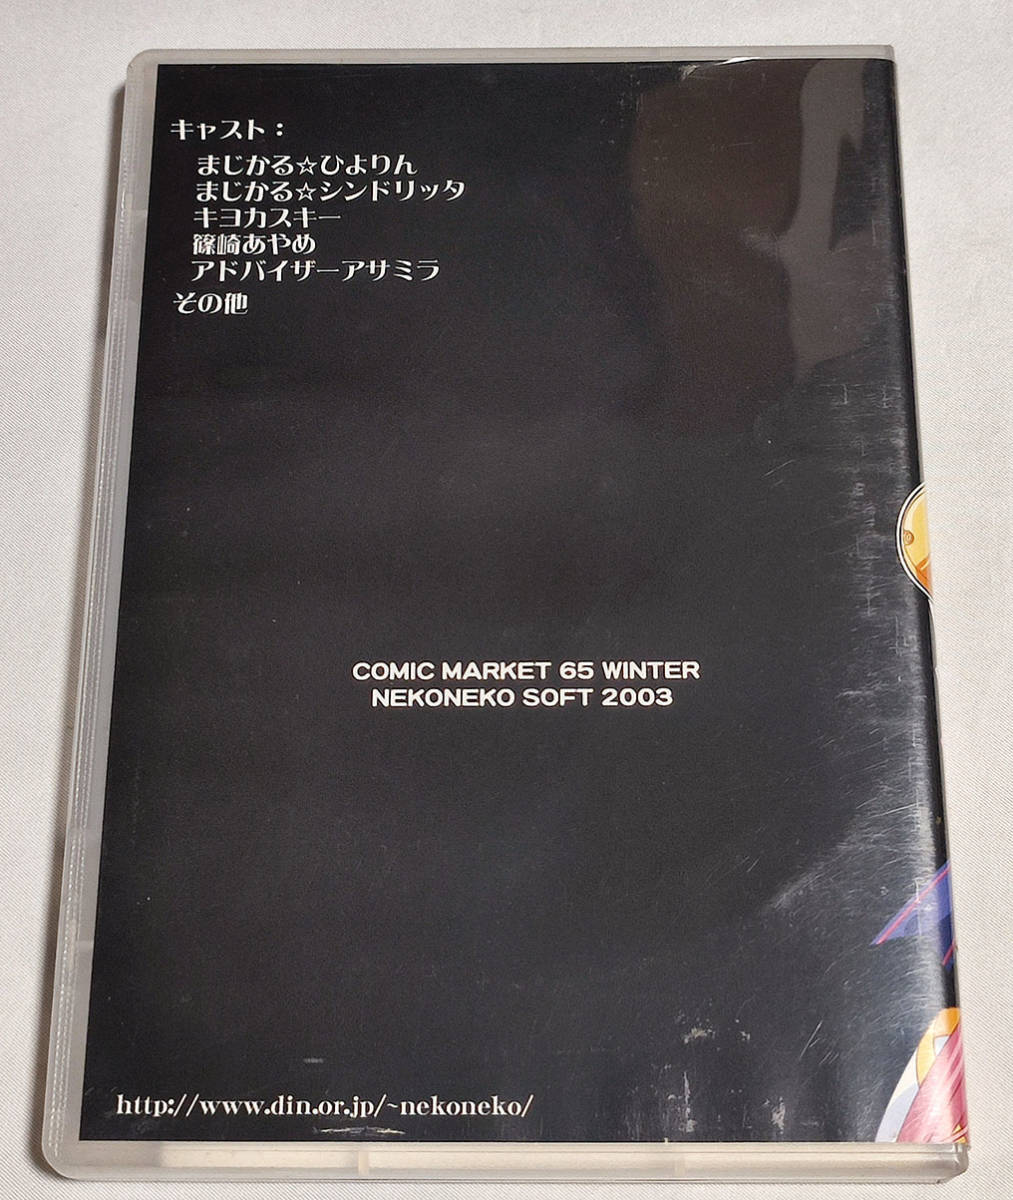 キャスト：
まじかる☆ひよりん
まじかる☆シンドリッタ
キヨカスキー
篠崎あやめ
アドバイザーアサミラ
その他
COMIC MARKET 65 WINTER
NEKONEKO SOFT 2003
http://www.din.or.jp/~nekoneko/